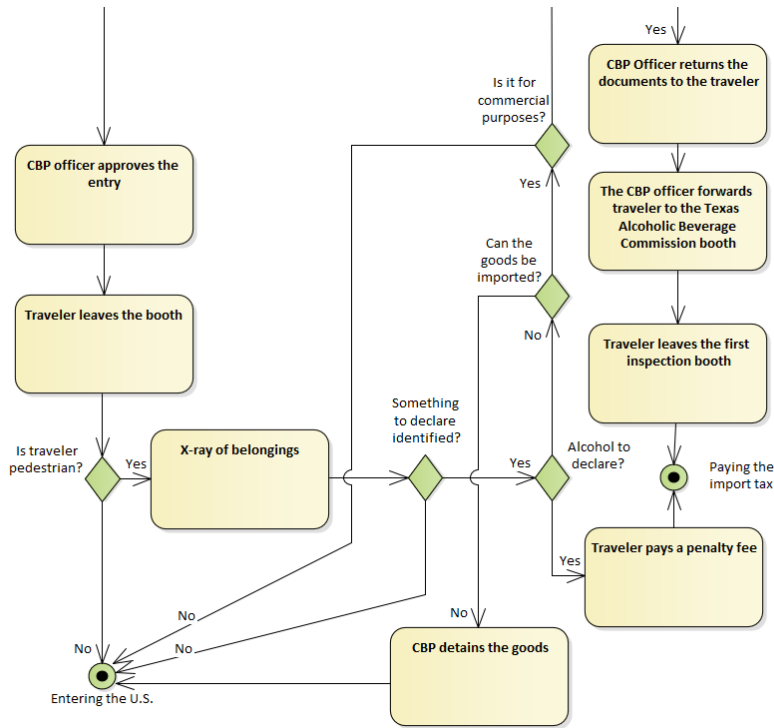 Yes
CBP Officer returns the
documents to the traveler
Is it for
commercial
purposes?
CBP officer approves the
entry
Yes
The CBP officer forwards
traveler to the Texas
Alcoholic Beverage
Commission booth
Can the
goods be
imported?
Traveler leaves the booth
No
Traveler leaves the first
inspection booth
Something
to declare
identified?
Is traveler
pedestrian?
Yes
X-ray of belongings
Yes
Alcohol to
declare?
Paying the
import tax
Yes
Traveler pays a penalty fee
No
No
No
No
CBP detains the goods
Entering the U.S.